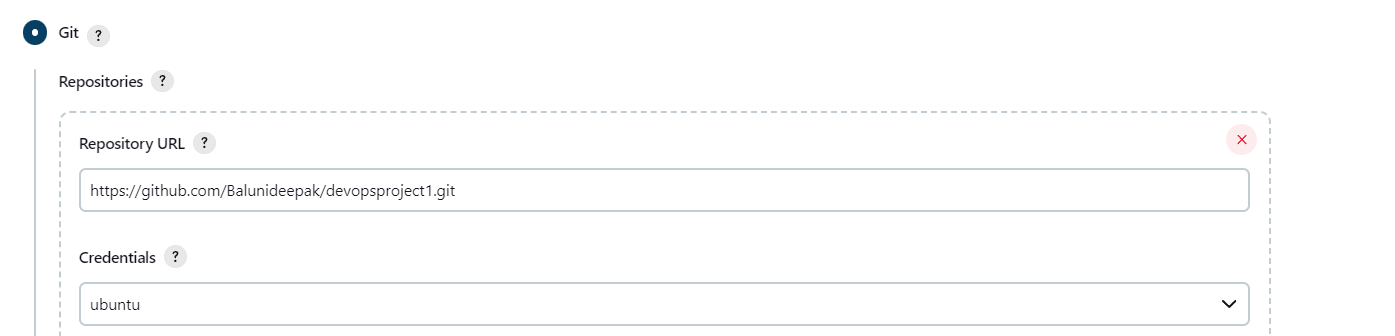 Git ?
Repositories ?
Repository URL ?
https://github.com/Balunideepak/devopsproject1.git
Credentials ?
ubuntu